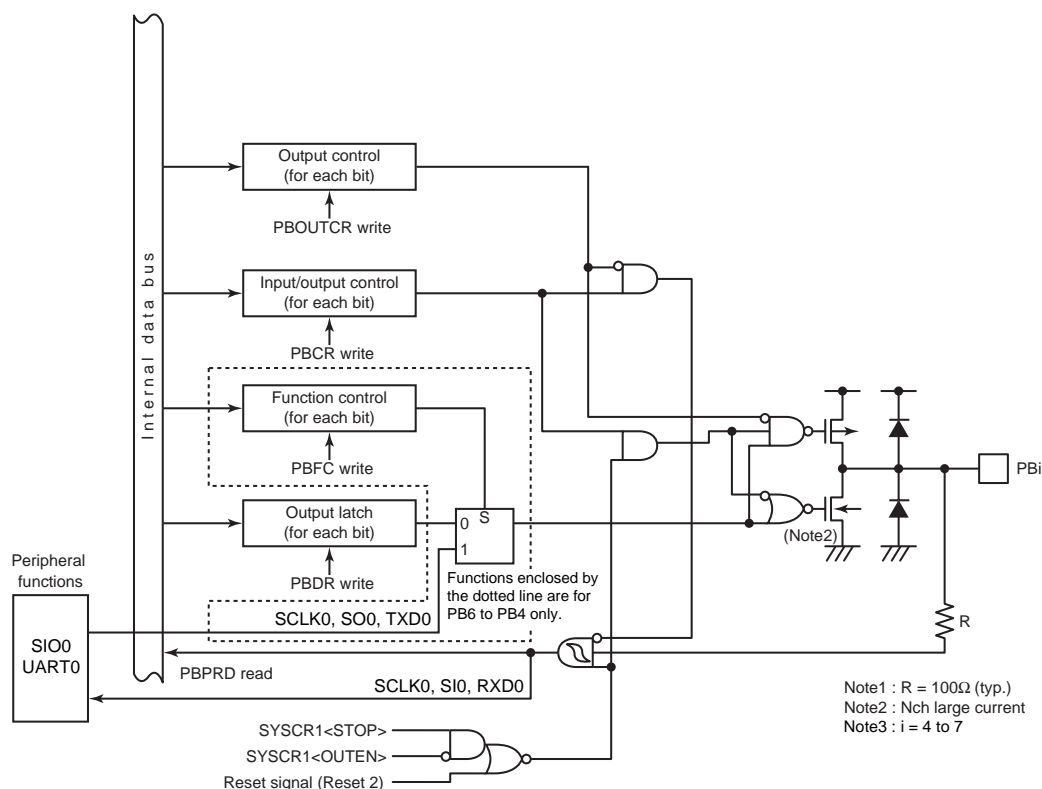 Output control
(for each bit)
PBOUTCR write
Internal data bus
Input/output control
(for each bit)
PBCR write
Function control
(for each bit)
PBFC write
Output latch
(for each bit)
PBDR write
S
0
1
Functions enclosed by
the dotted line are for
PB6 to PB4 only.
(Note2)
PBi
R
Peripheral
functions
SIO0
UART0
SCLK0, SO0, TXD0
PBPRD read
SCLK0, SI0, RXD0
SYSCR1<STOP>
SYSCR1<OUTEN>
Reset signal (Reset 2)
Note1 : R = 100Ω (typ.)
Note2 : Nch large current
Note3 : i = 4 to 7